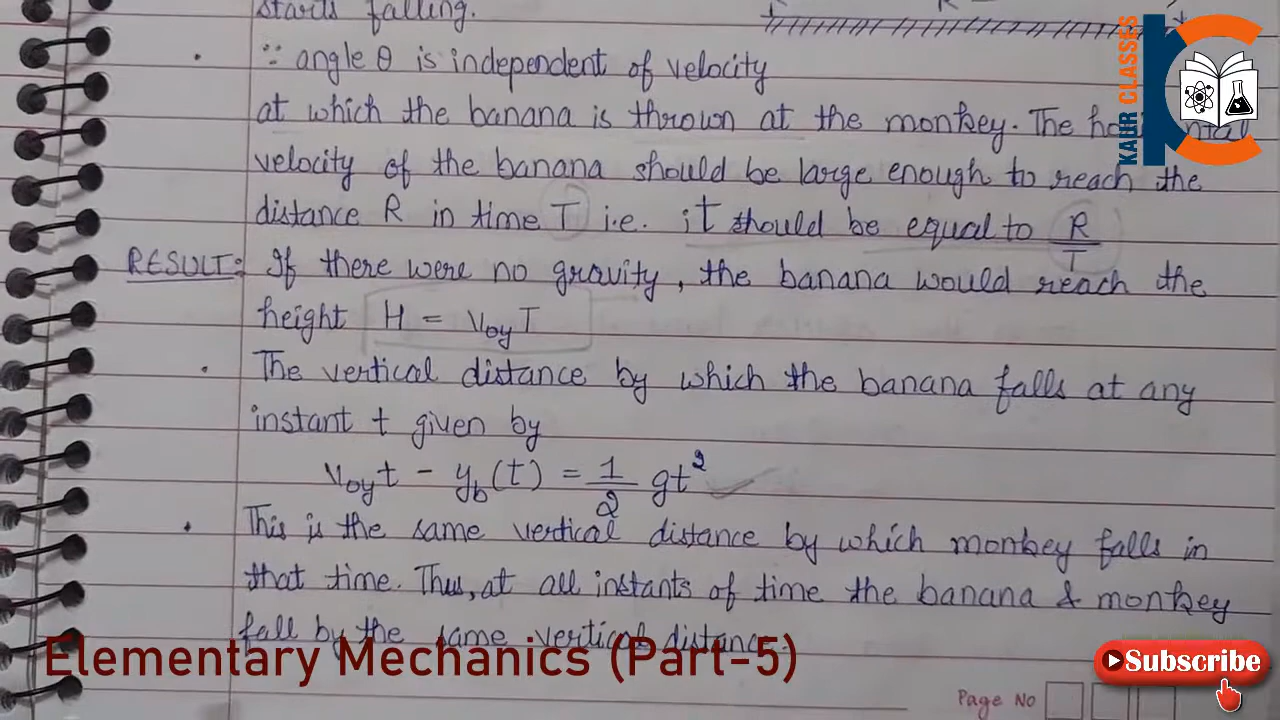 starts falling.
R
∵ angle θ is independent of velocity
at which the banana is thrown at the monkey. The horizontal
velocity of the banana should be large enough to reach the
distance R in time T i.e. it should be equal to R/T
RESULT: If there were no gravity, the banana would reach the
height H = v₀yT
• The vertical distance by which the banana falls at any
instant t given by
v₀yt - yb(t) = 1/2 gt²
• This is the same vertical distance by which monkey falls in
that time. Thus, at all instants of time the banana & monkey
fall by the same vertical distance.
KAUR CLASSES
Elementary Mechanics (Part-5)
Subscribe
Page No